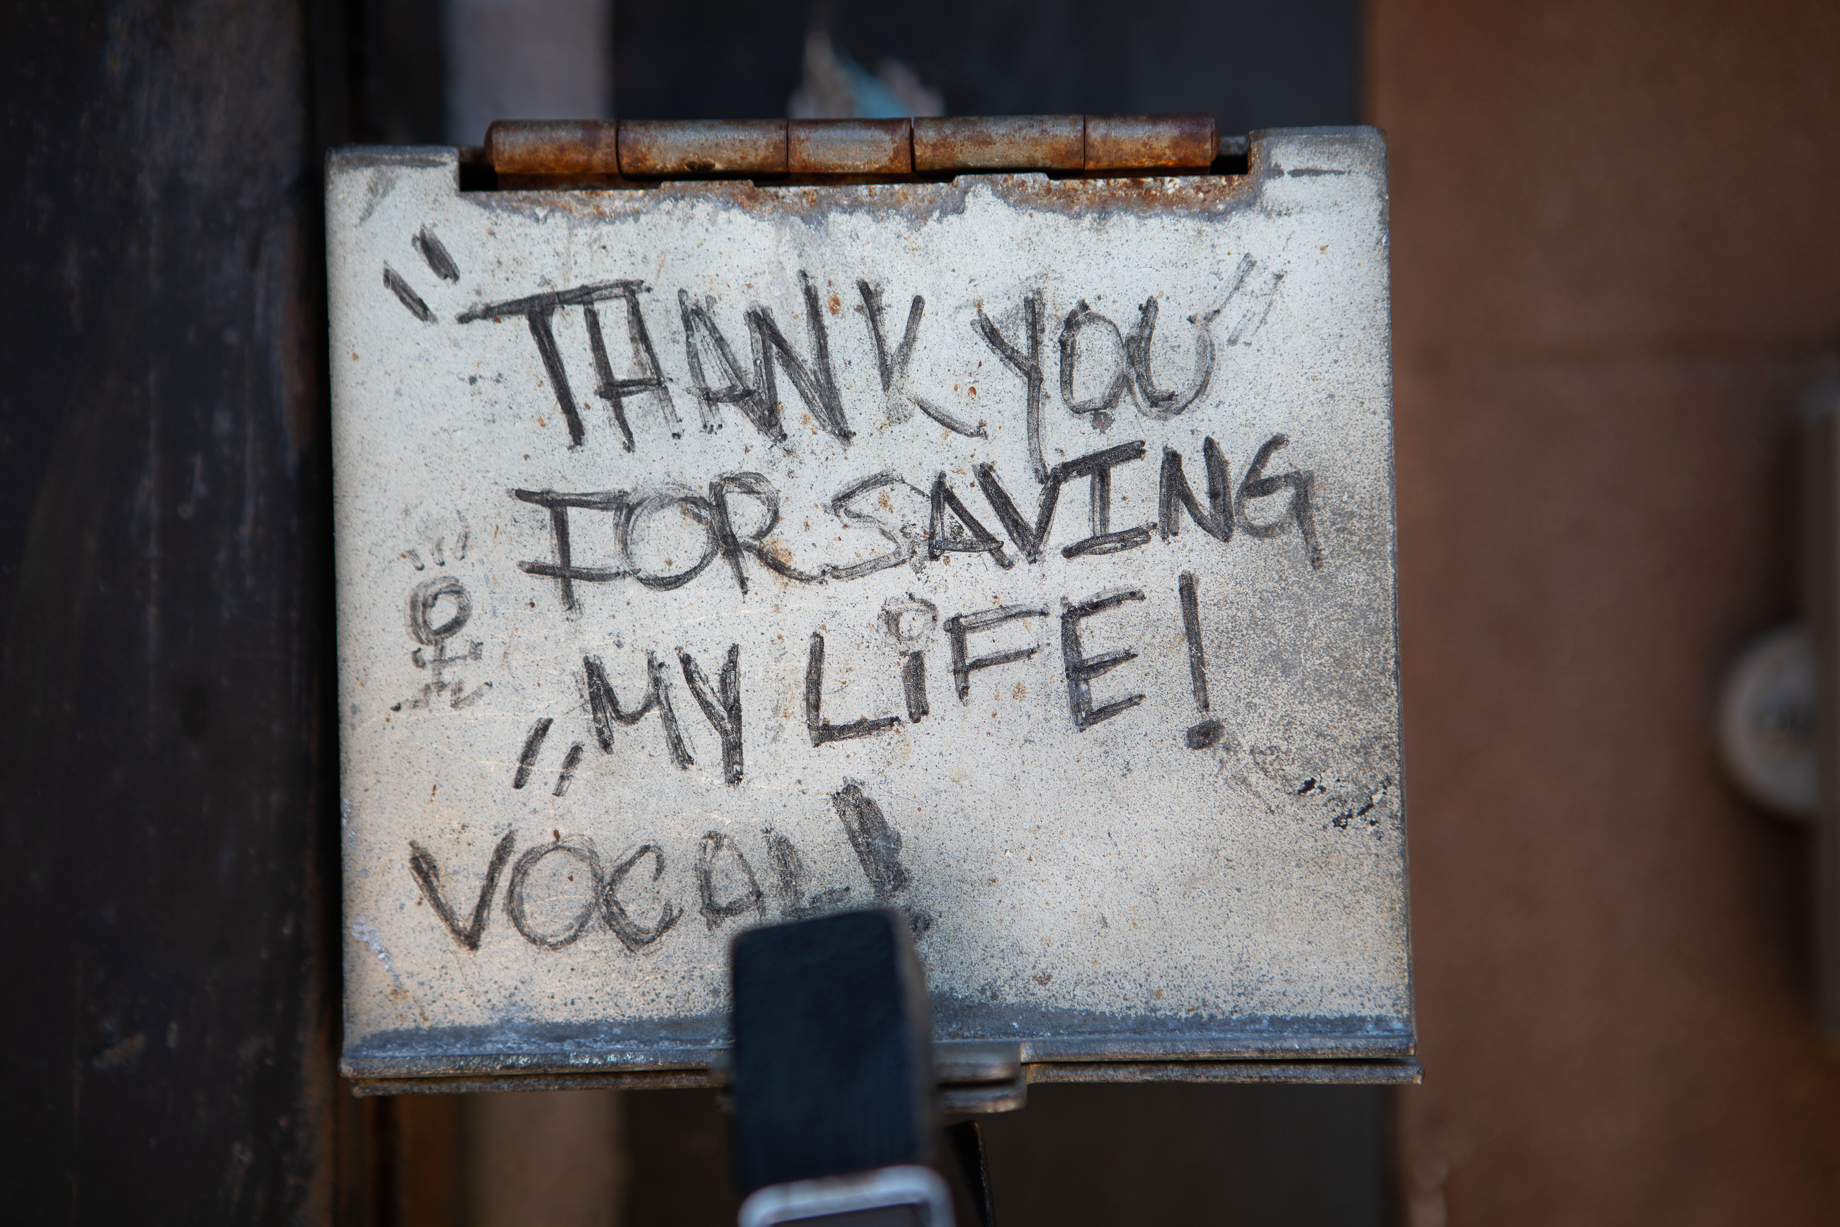 "THANK YOU"
FOR SAVING
MY LiFE!
"
VOCAL!